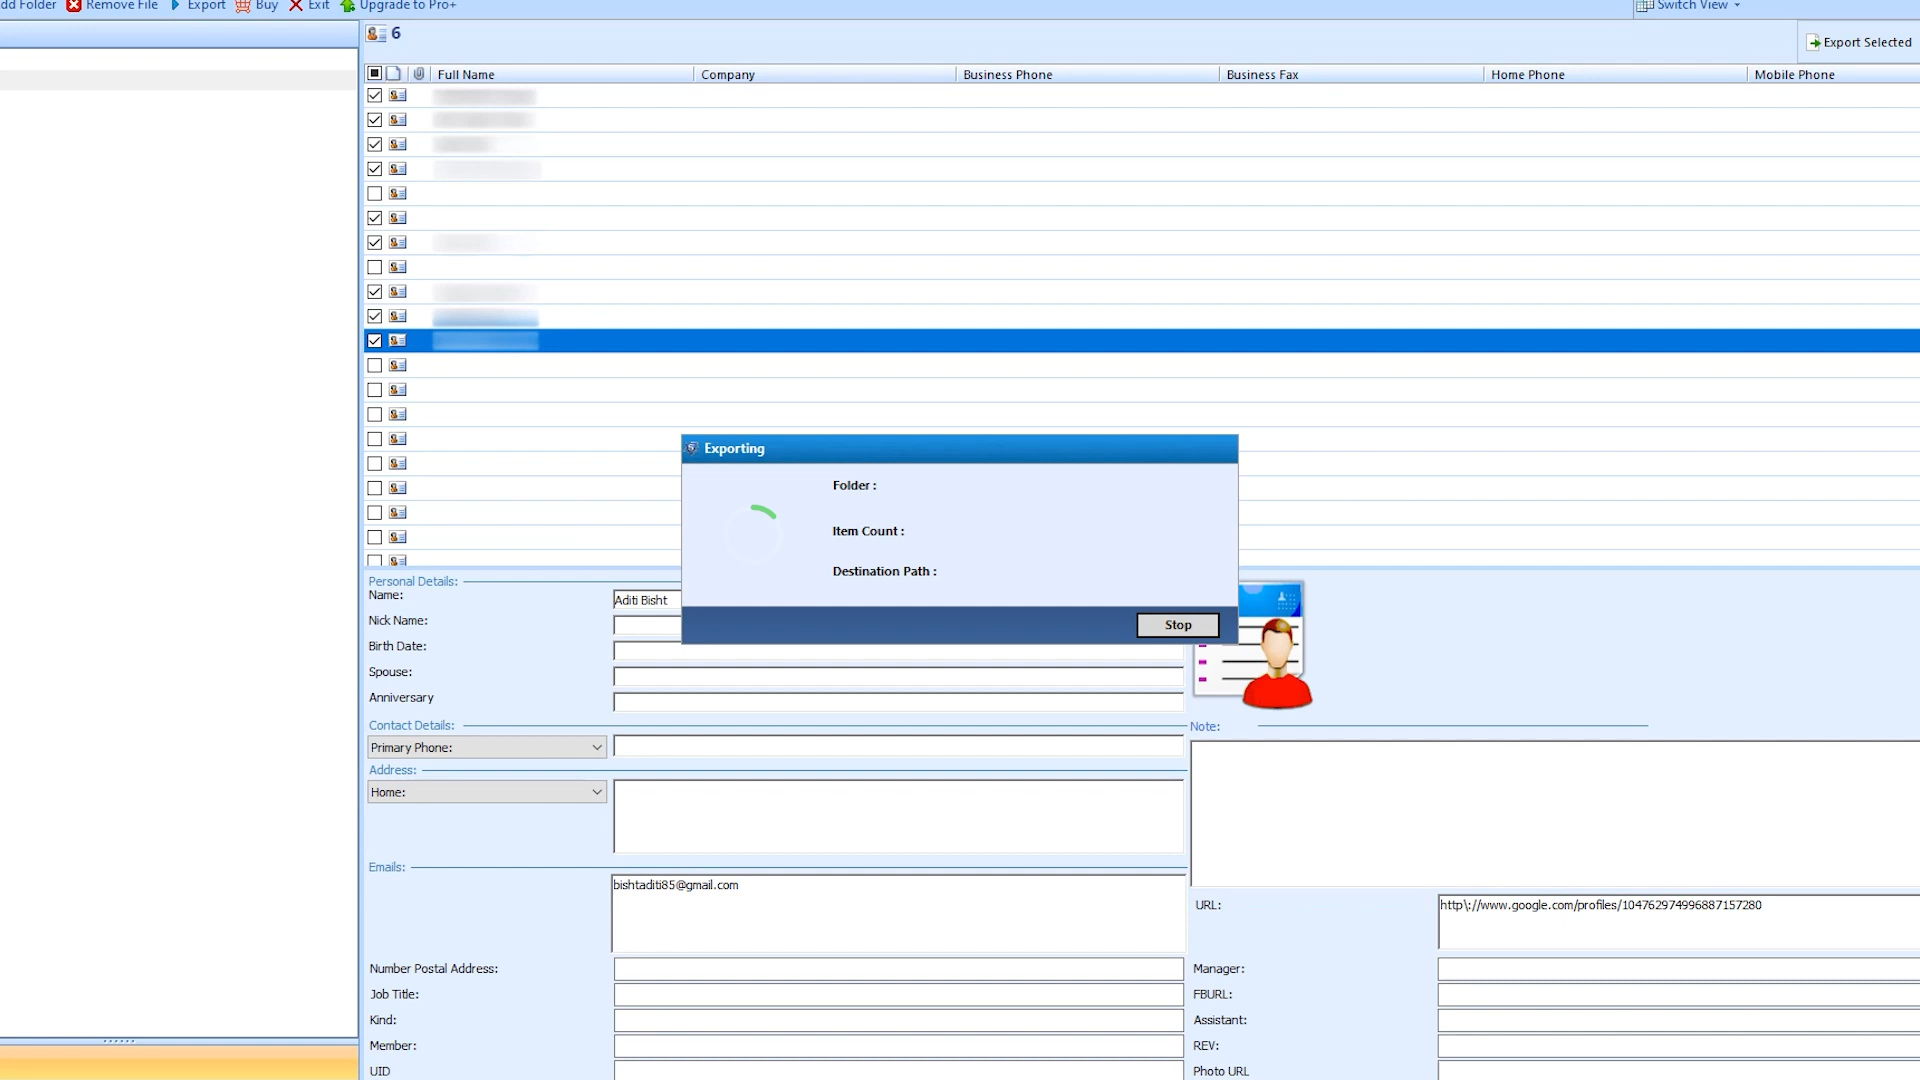 dd Folder Remove File Export Buy Exit Upgrade to Pro+ Switch View
6
Export Selected
Full Name Company Business Phone Business Fax Home Phone Mobile Phone
Exporting
Folder :
Item Count :
Destination Path :
Stop
Personal Details:
Name: Aditi Bisht
Nick Name:
Birth Date:
Spouse:
Anniversary
Contact Details:
Note:
Primary Phone:
Address:
Home:
Emails:
bishtaditi85@gmail.com
URL: http\://www.google.com/profiles/104762974996887157280
Number Postal Address: Manager:
Job Title: FBURL:
Kind: Assistant:
Member: REV:
UID Photo URL